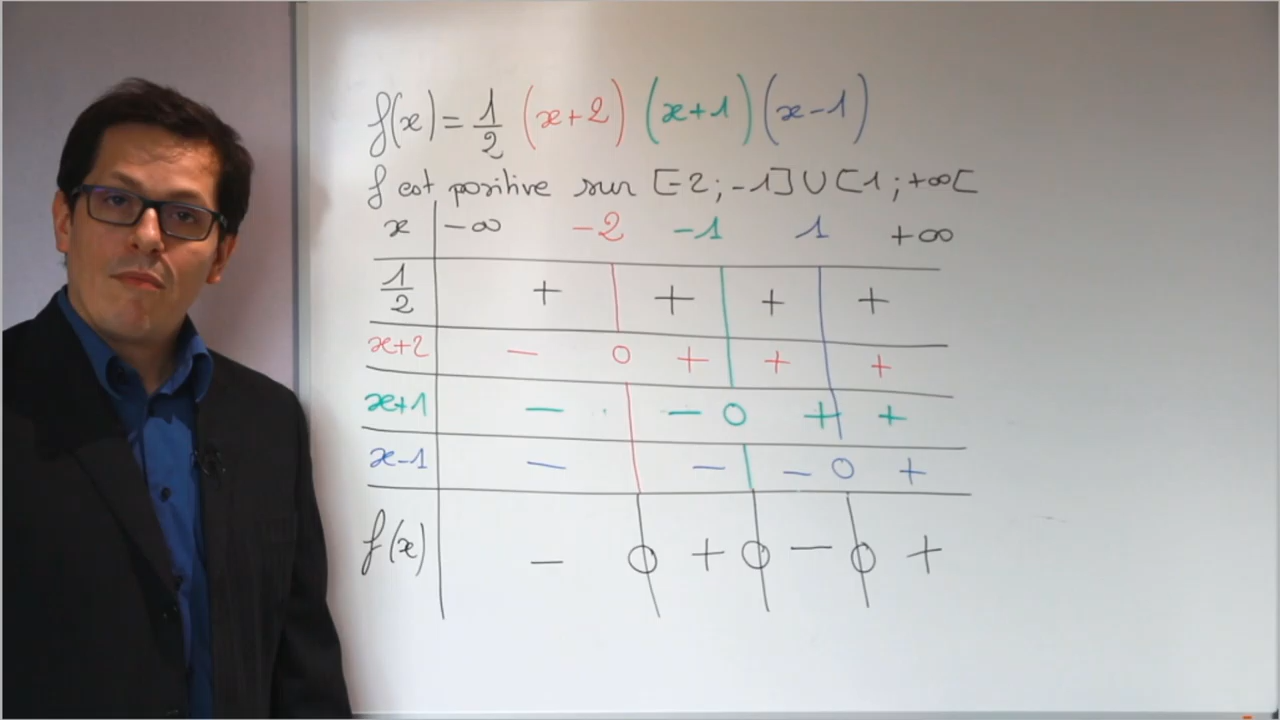 f(x) = 1/2 (x+2) (x+1) (x-1)
f est positive sur [-2; -1] ∪ [1; +∞[
x -∞ -2 -1 1 +∞
1/2 + + + +
x+2 - 0 + + +
x+1 - - 0 + +
x-1 - - - 0 +
f(x) - 0 + 0 - 0 +